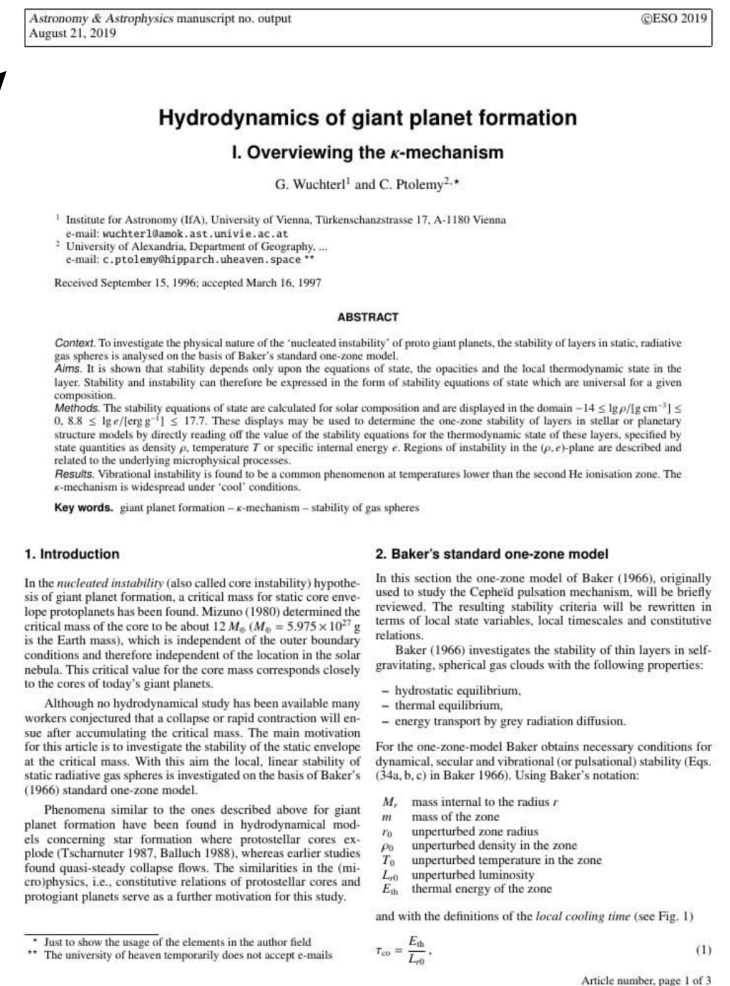 Astronomy & Astrophysics manuscript no. output
©ESO 2019
August 21, 2019
Hydrodynamics of giant planet formation
I. Overviewing the κ-mechanism
G. Wuchterl¹ and C. Ptolemy²,⋆
¹ Institute for Astronomy (IfA), University of Vienna, Türkenschanzstrasse 17, A-1180 Vienna
e-mail: wuchterl@amok.ast.univie.ac.at
² University of Alexandria, Department of Geography, ...
e-mail: c.ptolemy@hipparch.uheaven.space **
Received September 15, 1996; accepted March 16, 1997
ABSTRACT
Context. To investigate the physical nature of the ‘nucleated instability’ of proto giant planets, the stability of layers in static, radiative
gas spheres is analysed on the basis of Baker's standard one-zone model.
Aims. It is shown that stability depends only upon the equations of state, the opacities and the local thermodynamic state in the
layer. Stability and instability can therefore be expressed in the form of stability equations of state which are universal for a given
composition.
Methods. The stability equations of state are calculated for solar composition and are displayed in the domain −14 ≤ lg ρ/[g cm⁻³] ≤
0, 8.8 ≤ lg e/[erg g⁻¹] ≤ 17.7. These displays may be used to determine the one-zone stability of layers in stellar or planetary
structure models by directly reading off the value of the stability equations for the thermodynamic state of these layers, specified by
state quantities as density ρ, temperature T or specific internal energy e. Regions of instability in the (ρ, e)-plane are described and
related to the underlying microphysical processes.
Results. Vibrational instability is found to be a common phenomenon at temperatures lower than the second He ionisation zone. The
κ-mechanism is widespread under ‘cool’ conditions.
Key words. giant planet formation – κ-mechanism – stability of gas spheres
1. Introduction
In the nucleated instability (also called core instability) hypothe-
sis of giant planet formation, a critical mass for static core enve-
lope protoplanets has been found. Mizuno (1980) determined the
critical mass of the core to be about 12 M⊕ (M⊕ = 5.975 × 10²⁷ g
is the Earth mass), which is independent of the outer boundary
conditions and therefore independent of the location in the solar
nebula. This critical value for the core mass corresponds closely
to the cores of today's giant planets.
Although no hydrodynamical study has been available many
workers conjectured that a collapse or rapid contraction will en-
sue after accumulating the critical mass. The main motivation
for this article is to investigate the stability of the static envelope
at the critical mass. With this aim the local, linear stability of
static radiative gas spheres is investigated on the basis of Baker's
(1966) standard one-zone model.
Phenomena similar to the ones described above for giant
planet formation have been found in hydrodynamical mod-
els concerning star formation where protostellar cores ex-
plode (Tscharnuter 1987, Balluch 1988), whereas earlier studies
found quasi-steady collapse flows. The similarities in the (mi-
cro)physics, i.e., constitutive relations of protostellar cores and
protogiant planets serve as a further motivation for this study.
* Just to show the usage of the elements in the author field
** The university of heaven temporarily does not accept e-mails
2. Baker's standard one-zone model
In this section the one-zone model of Baker (1966), originally
used to study the Cepheïd pulsation mechanism, will be briefly
reviewed. The resulting stability criteria will be rewritten in
terms of local state variables, local timescales and constitutive
relations.
Baker (1966) investigates the stability of thin layers in self-
gravitating, spherical gas clouds with the following properties:
– hydrostatic equilibrium,
– thermal equilibrium,
– energy transport by grey radiation diffusion.
For the one-zone-model Baker obtains necessary conditions for
dynamical, secular and vibrational (or pulsational) stability (Eqs.
(34a, b, c) in Baker 1966). Using Baker's notation:
Mᵣ mass internal to the radius r
m mass of the zone
r₀ unperturbed zone radius
ρ₀ unperturbed density in the zone
T₀ unperturbed temperature in the zone
Lᵣ₀ unperturbed luminosity
Eth thermal energy of the zone
and with the definitions of the local cooling time (see Fig. 1)
τco = Eth / Lᵣ₀ , (1)
Article number, page 1 of 3